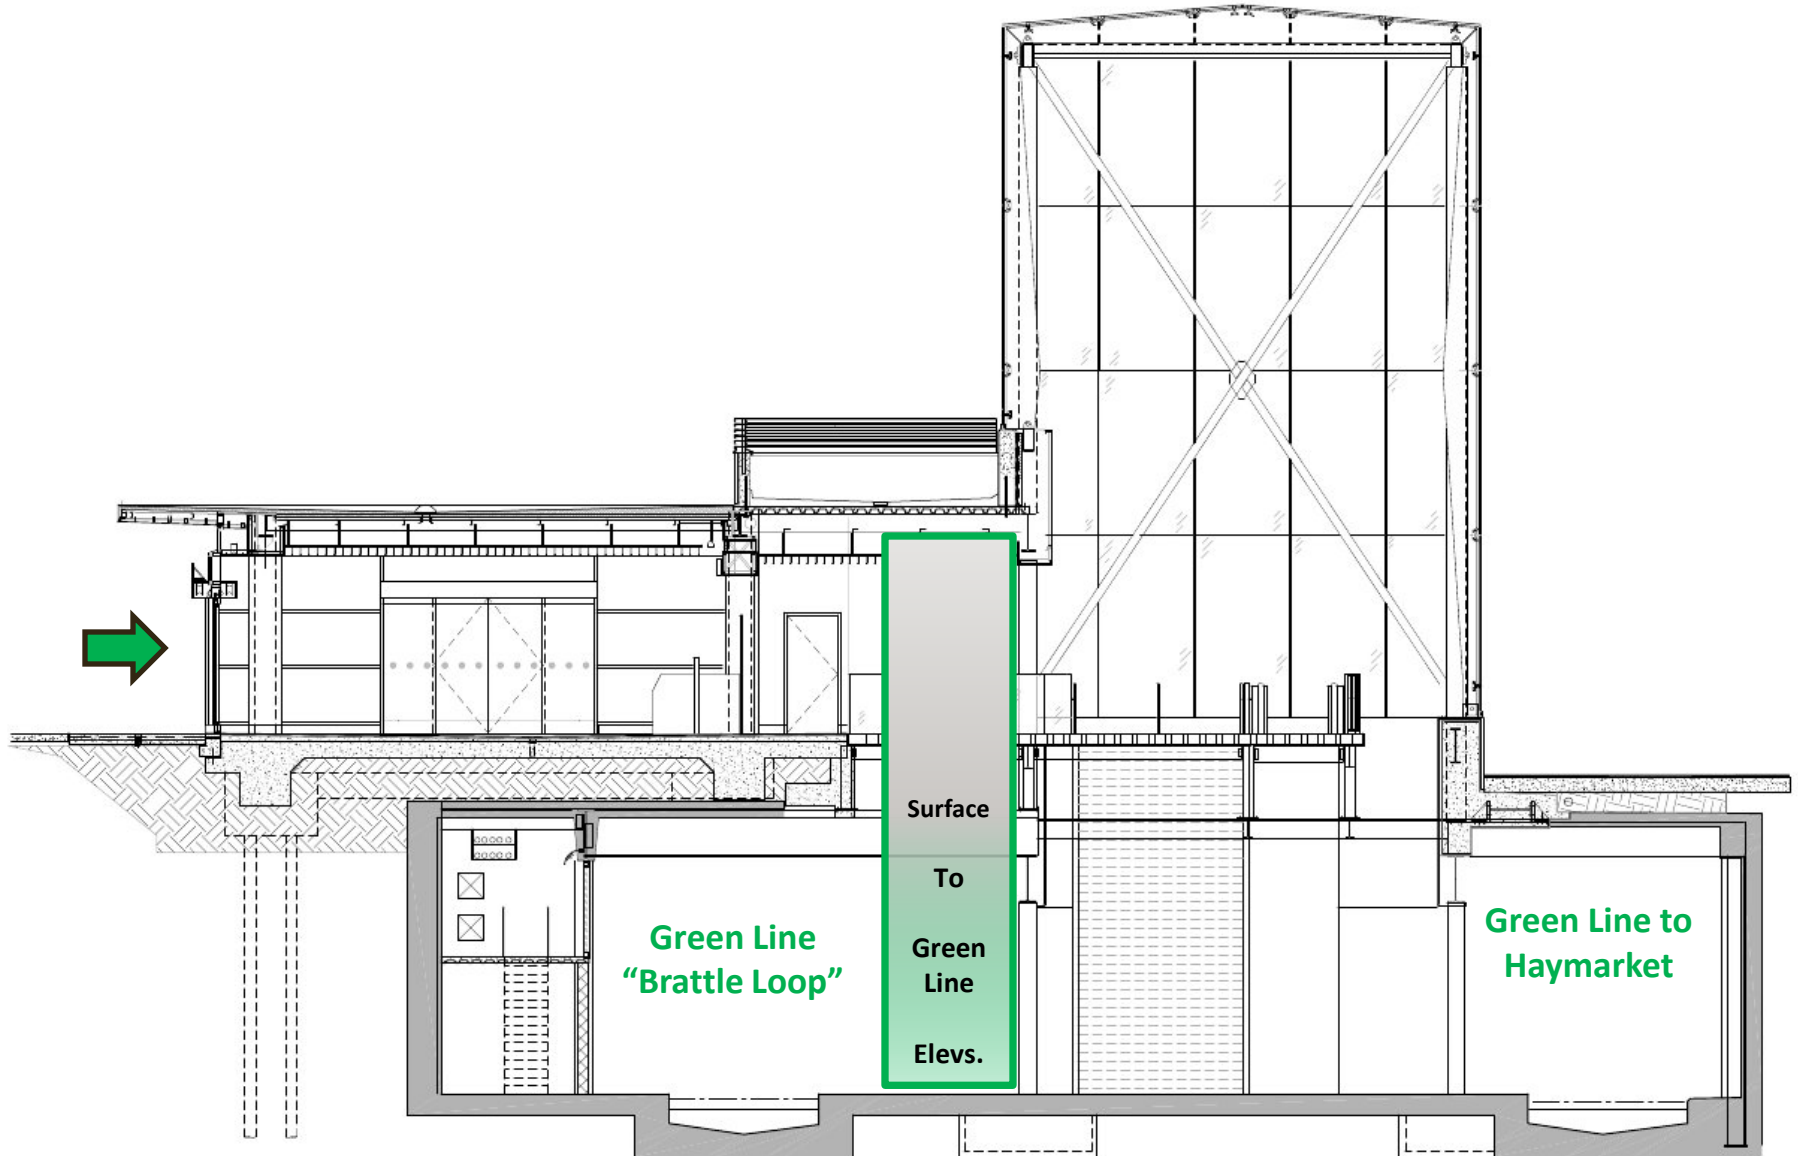 Surface
To
Green
Line
Elevs.
Green Line
“Brattle Loop”
Green Line to
Haymarket